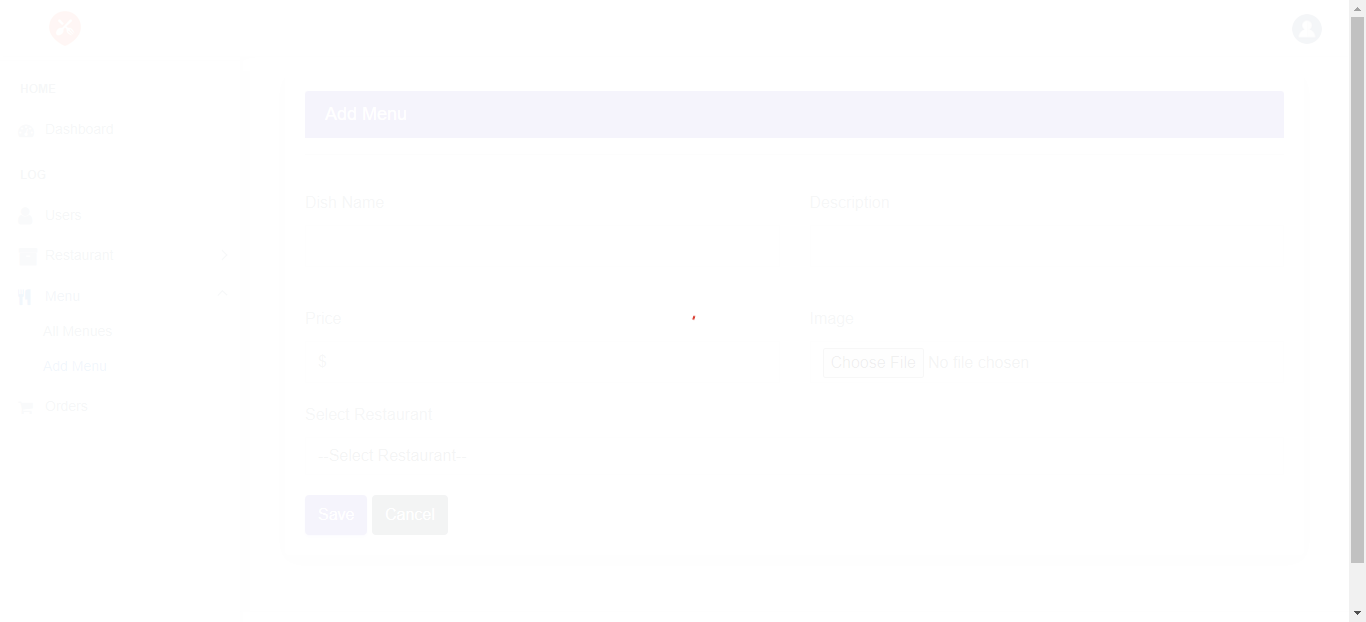 HOME
Dashboard
LOG
Users
Restaurant
Menu
All Menues
Add Menu
Orders
Add Menu
Dish Name
Description
Price
Image
$
Choose File No file chosen
Select Restaurant
--Select Restaurant--
Save
Cancel